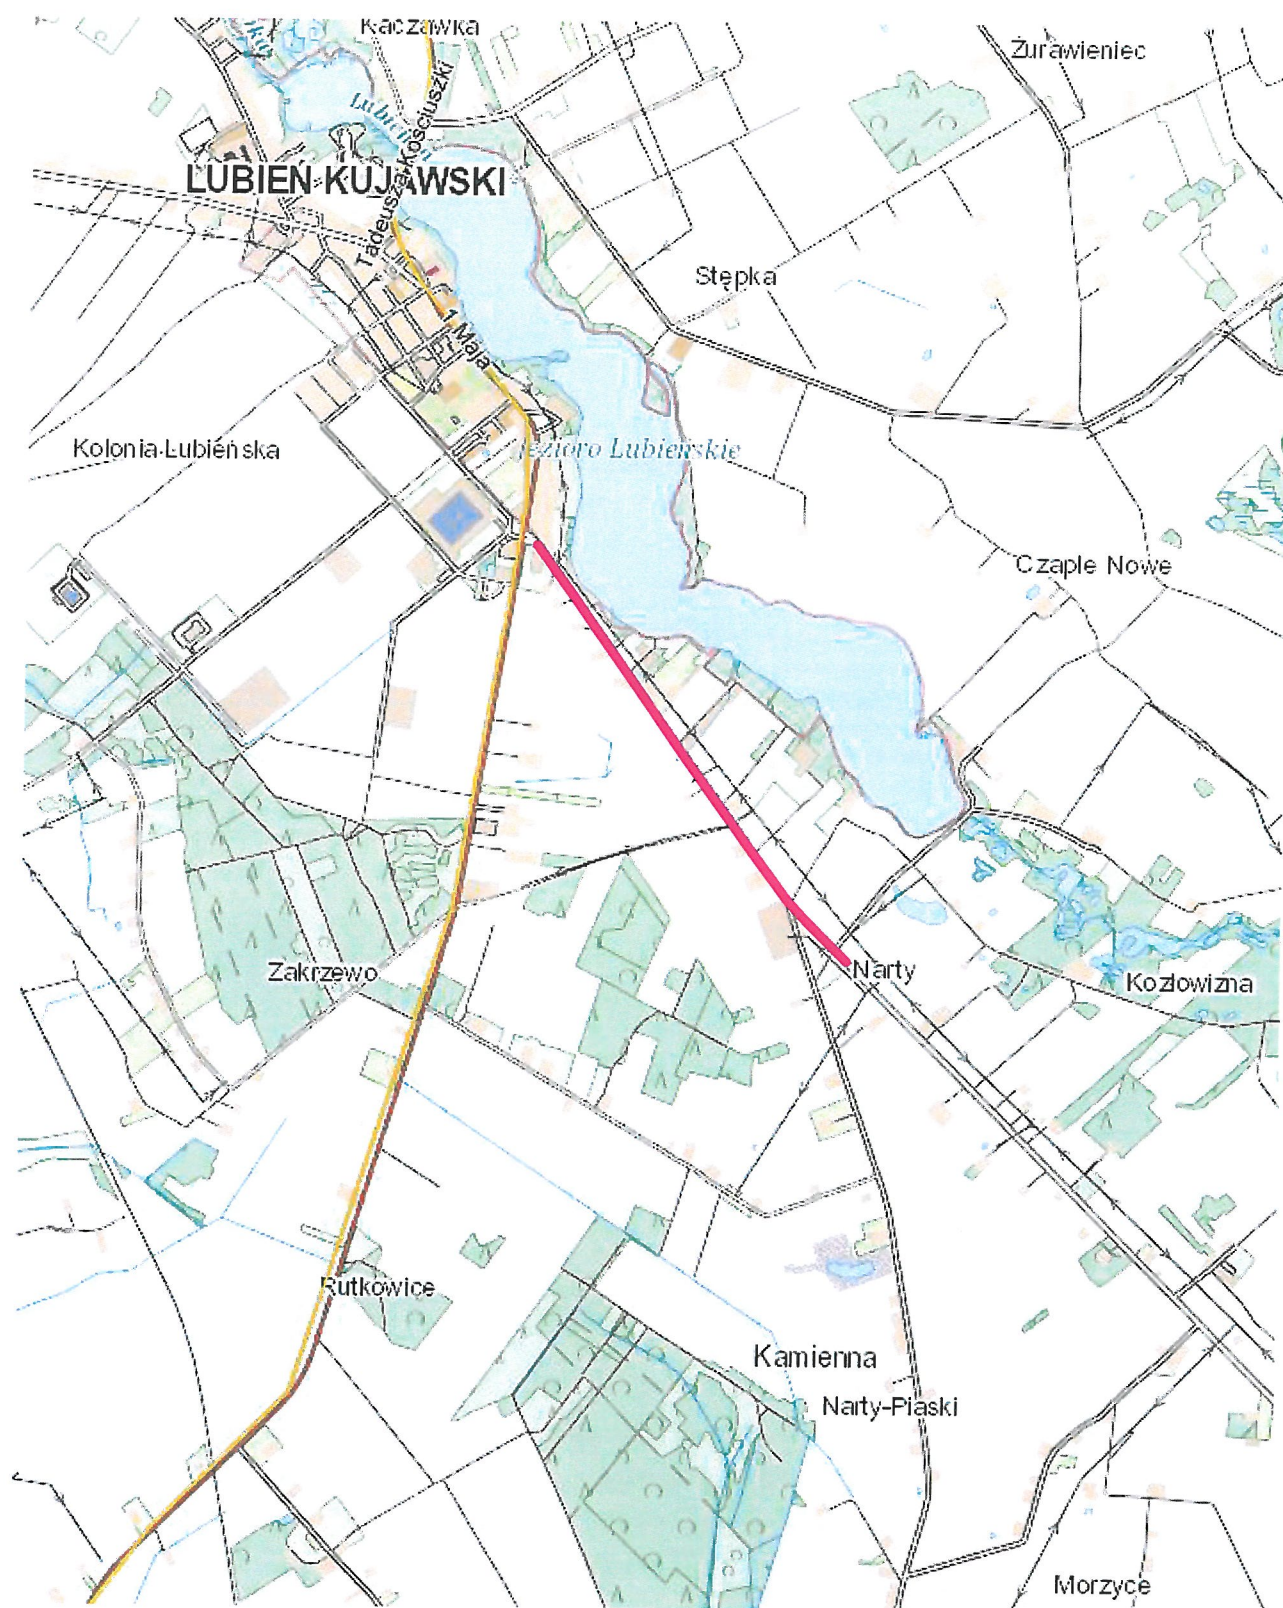 Kaczawka
Żurawieniec
Tadeusza Kościuszki
LUBIEŃ KUJAWSKI
Stępka
1 Maja
Kolonia Lubieńska
Jezioro Lubieńskie
Czaple Nowe
Zakrzewo
Narty
Kozłowizna
Rutkowice
Kamienna
Narty-Piaski
Morzyce